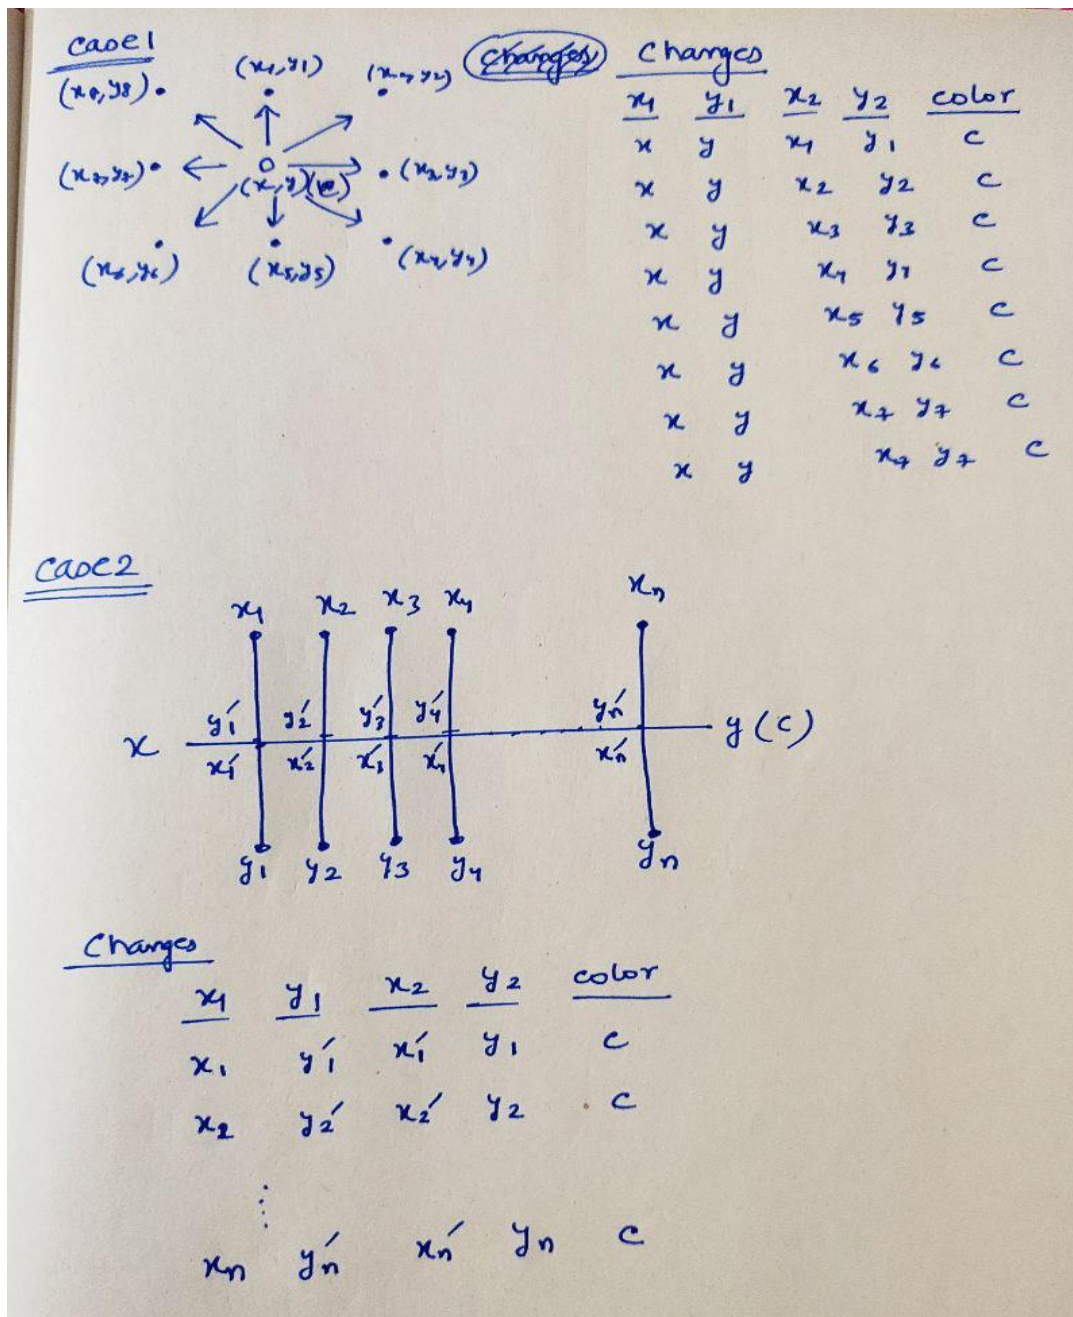 Case1
(x8,y8) (x1,y1) (x2,y2)
(x7,y7) (x,y)(c) (x3,y3)
(x6,y6) (x5,y5) (x4,y4)
Changes
x1 y1 x2 y2 color
x y x1 y1 c
x y x2 y2 c
x y x3 y3 c
x y x4 y4 c
x y x5 y5 c
x y x6 y6 c
x y x7 y7 c
x y x7 y7 c
Case2
x1 x2 x3 x4 xn
y1′ y2′ y3′ y4′ yn′
x y (c)
x1′ x2′ x3′ x4′ xn′
y1 y2 y3 y4 yn
Changes
x1 y1 x2 y2 color
x1 y1′ x1′ y1 c
x2 y2′ x2′ y2 c
⋮
xn yn′ xn′ yn c